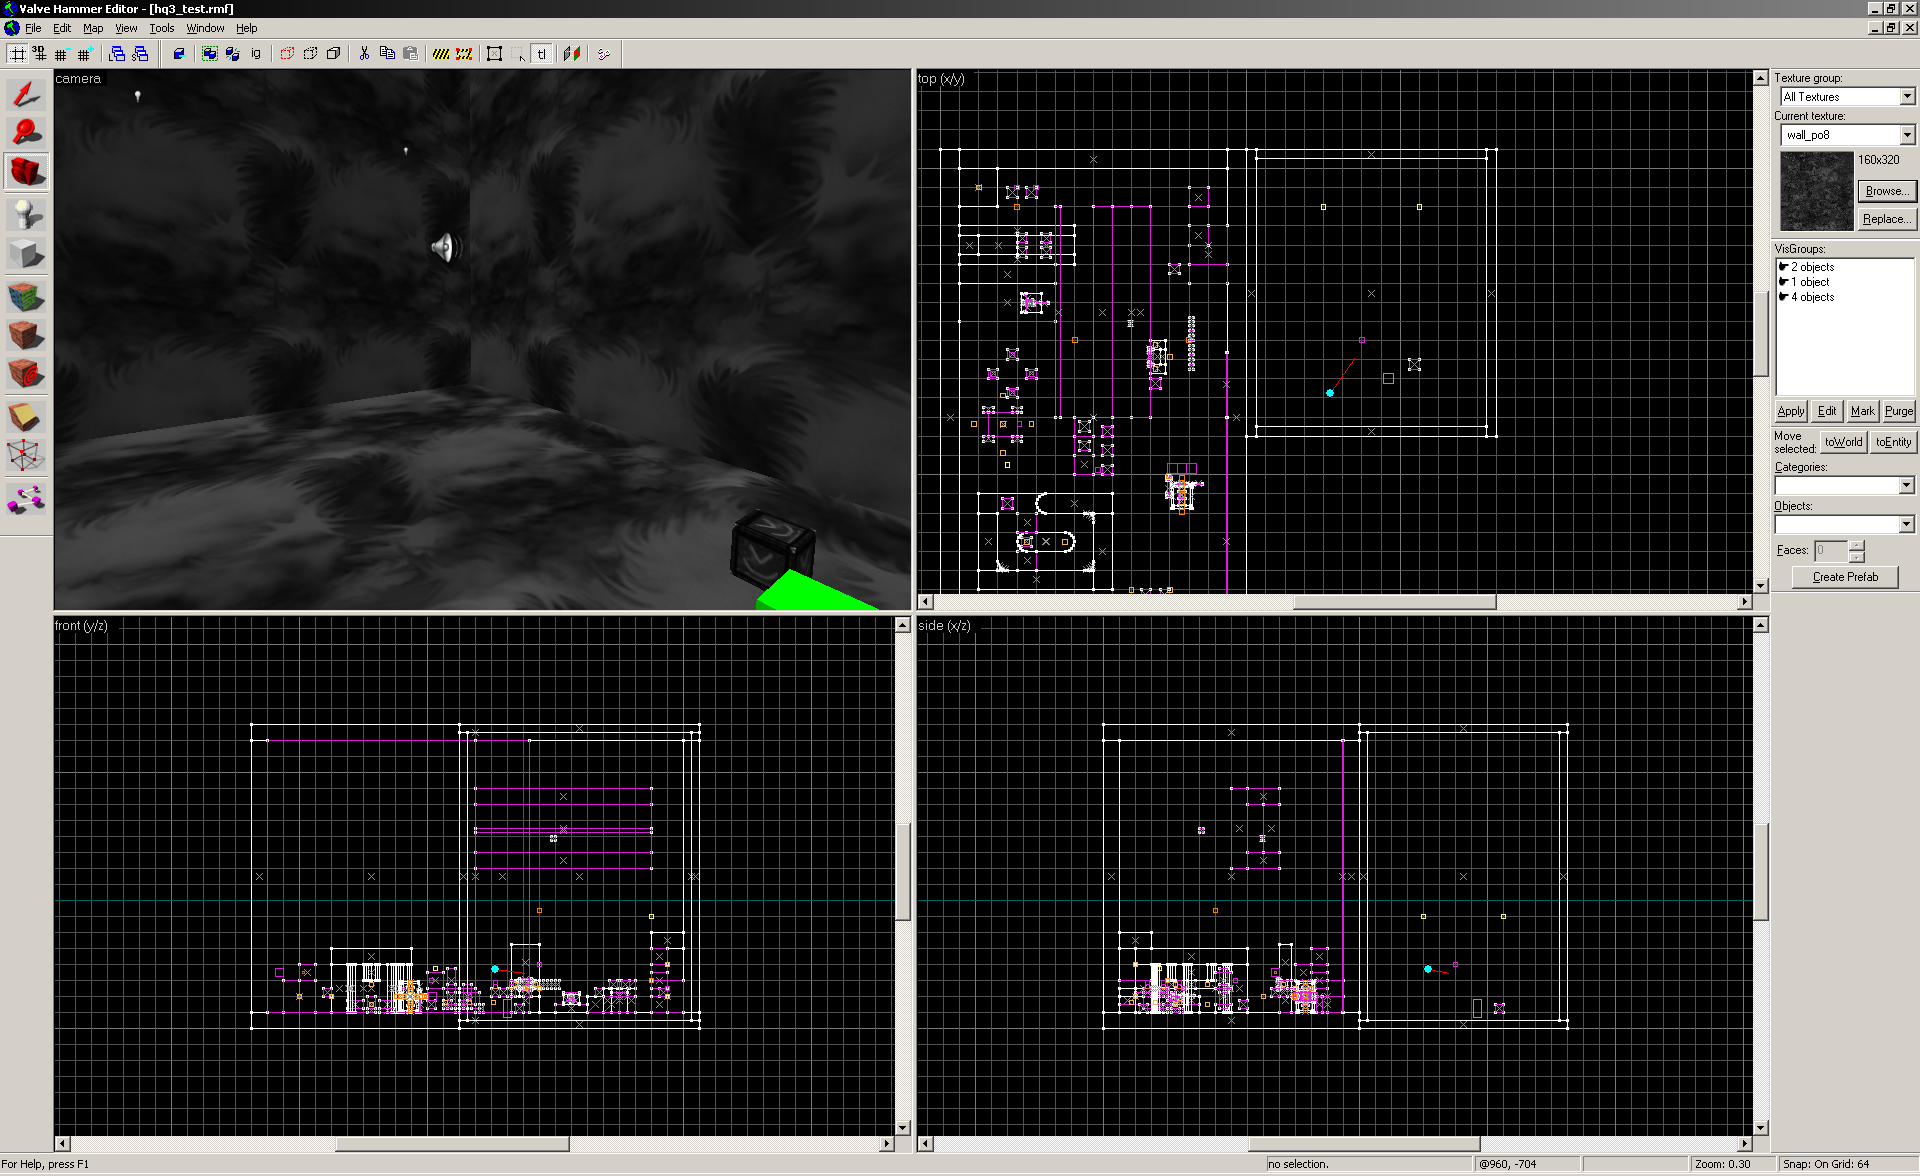 Valve Hammer Editor - [hq3_test.rmf]
File Edit Map View Tools Window Help
3D ig tl
camera
top (x/y)
front (y/z)
side (x/z)
Texture group:
All Textures
Current texture:
wall_po8
160x320
Browse...
Replace...
VisGroups:
2 objects
1 object
4 objects
Apply Edit Mark Purge
Move selected: toWorld toEntity
Categories:
Objects:
Faces: 0
Create Prefab
For Help, press F1
no selection.
@960, -704
Zoom: 0.30
Snap: On Grid: 64